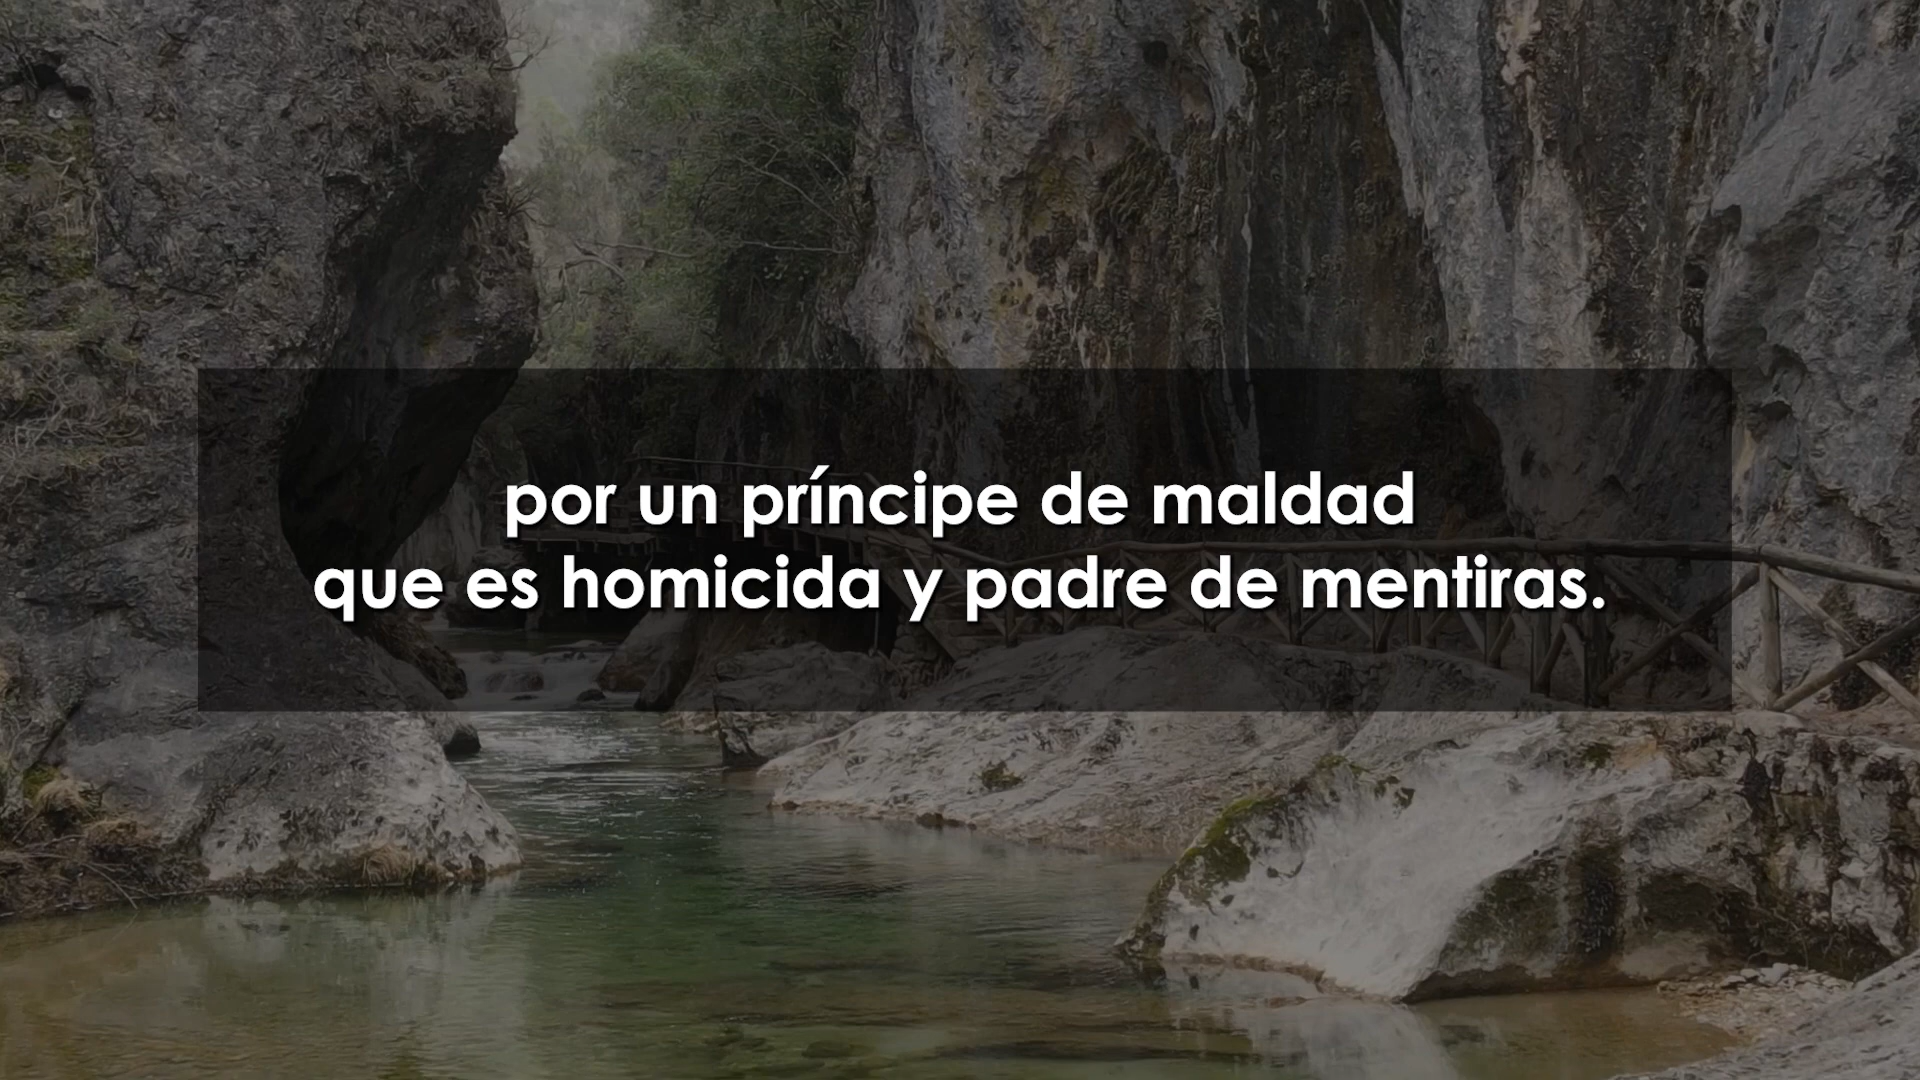 por un príncipe de maldad
que es homicida y padre de mentiras.